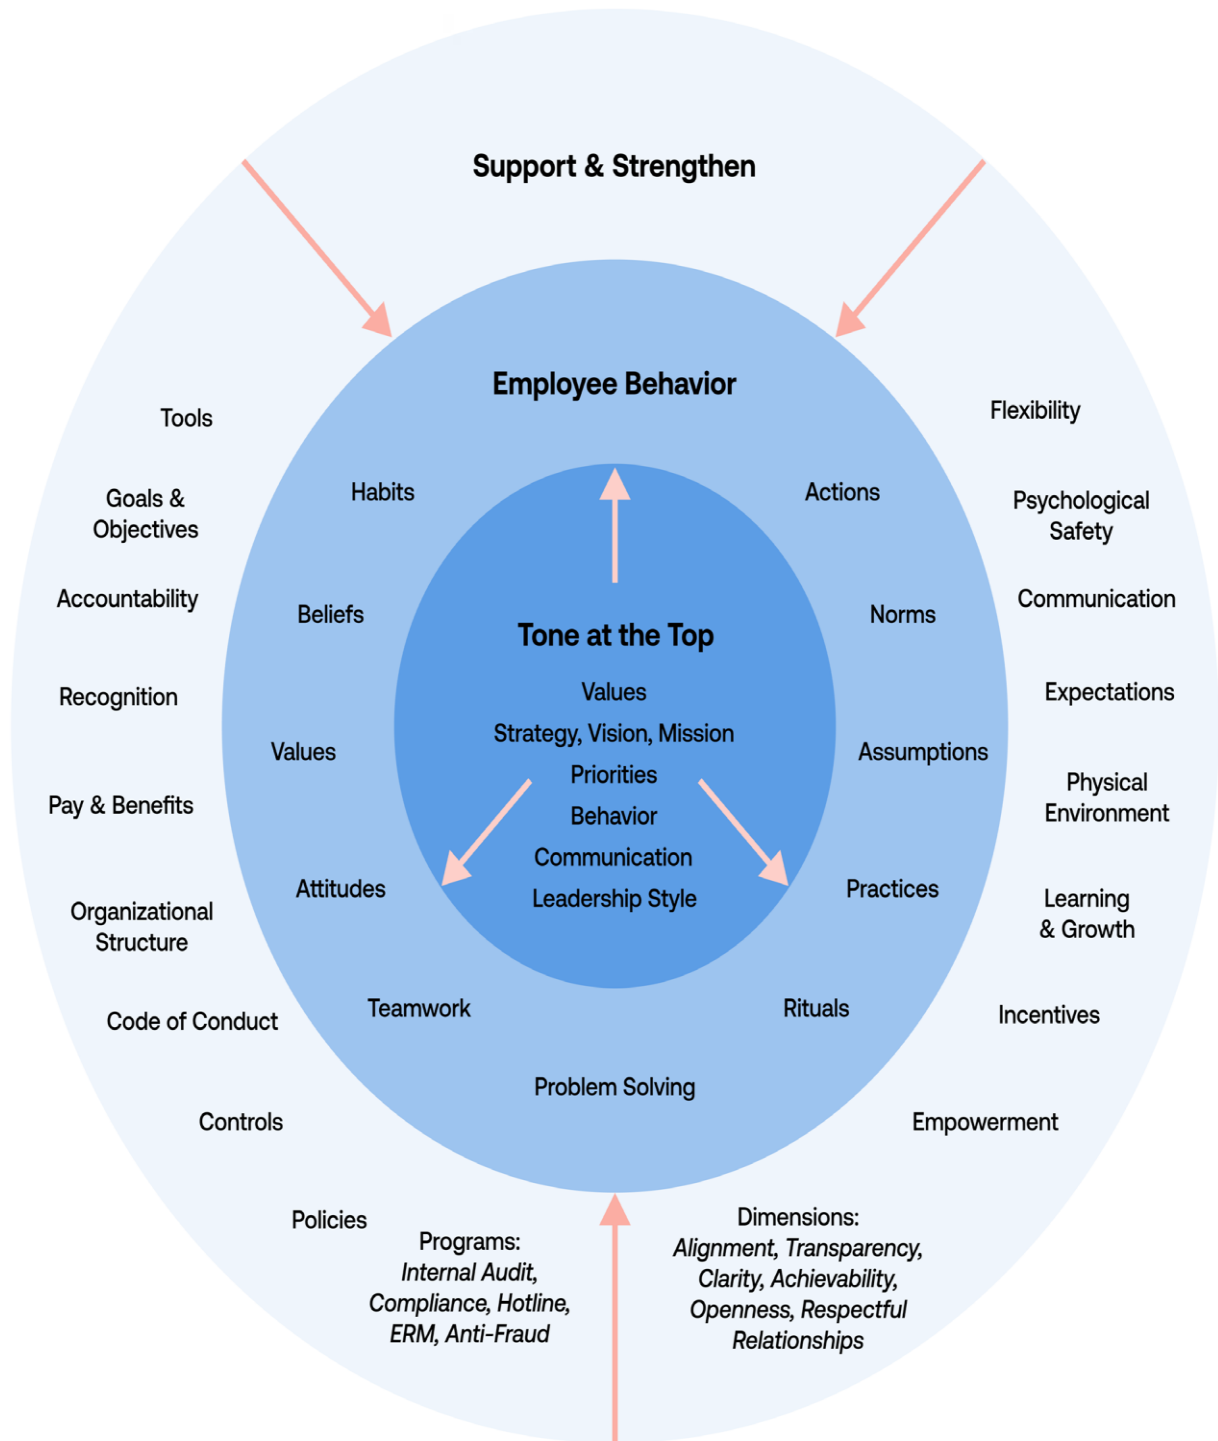 Support & Strengthen
Employee Behavior
Tools
Flexibility
Habits
Actions
Goals &
Objectives
Psychological
Safety
Accountability
Communication
Beliefs
Norms
Tone at the Top
Values
Strategy, Vision, Mission
Priorities
Behavior
Communication
Leadership Style
Recognition
Expectations
Values
Assumptions
Pay & Benefits
Physical
Environment
Attitudes
Practices
Organizational
Structure
Learning
& Growth
Teamwork
Rituals
Code of Conduct
Incentives
Problem Solving
Controls
Empowerment
Policies
Programs:
Internal Audit,
Compliance, Hotline,
ERM, Anti-Fraud
Dimensions:
Alignment, Transparency,
Clarity, Achievability,
Openness, Respectful
Relationships